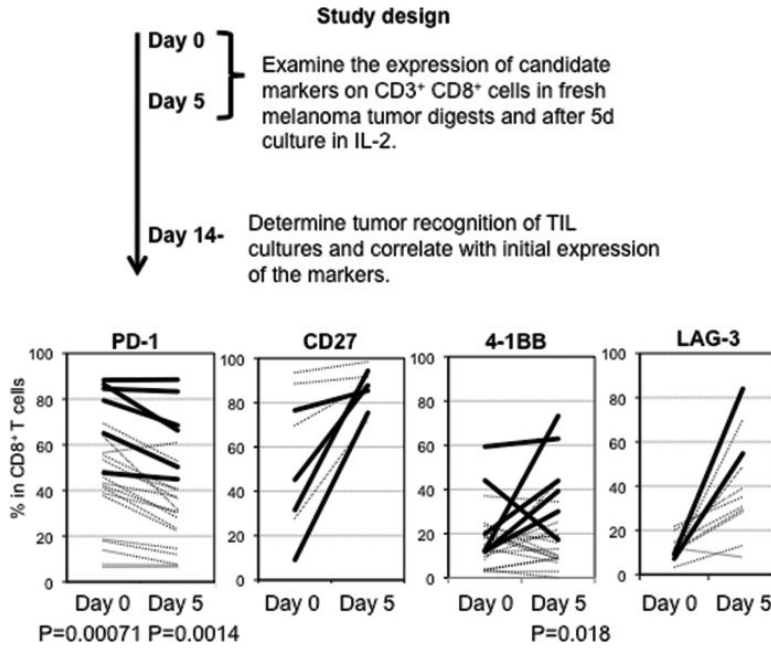 Study design
Day 0
Day 5
Examine the expression of candidate
markers on CD3⁺ CD8⁺ cells in fresh
melanoma tumor digests and after 5d
culture in IL-2.
Day 14-
Determine tumor recognition of TIL
cultures and correlate with initial expression
of the markers.
PD-1
CD27
4-1BB
LAG-3
% in CD8⁺ T cells
100
80
60
40
20
0
Day 0 Day 5
P=0.00071 P=0.0014
100
80
60
40
20
0
Day 0 Day 5
100
80
60
40
20
0
Day 0 Day 5
P=0.018
100
80
60
40
20
0
Day 0 Day 5